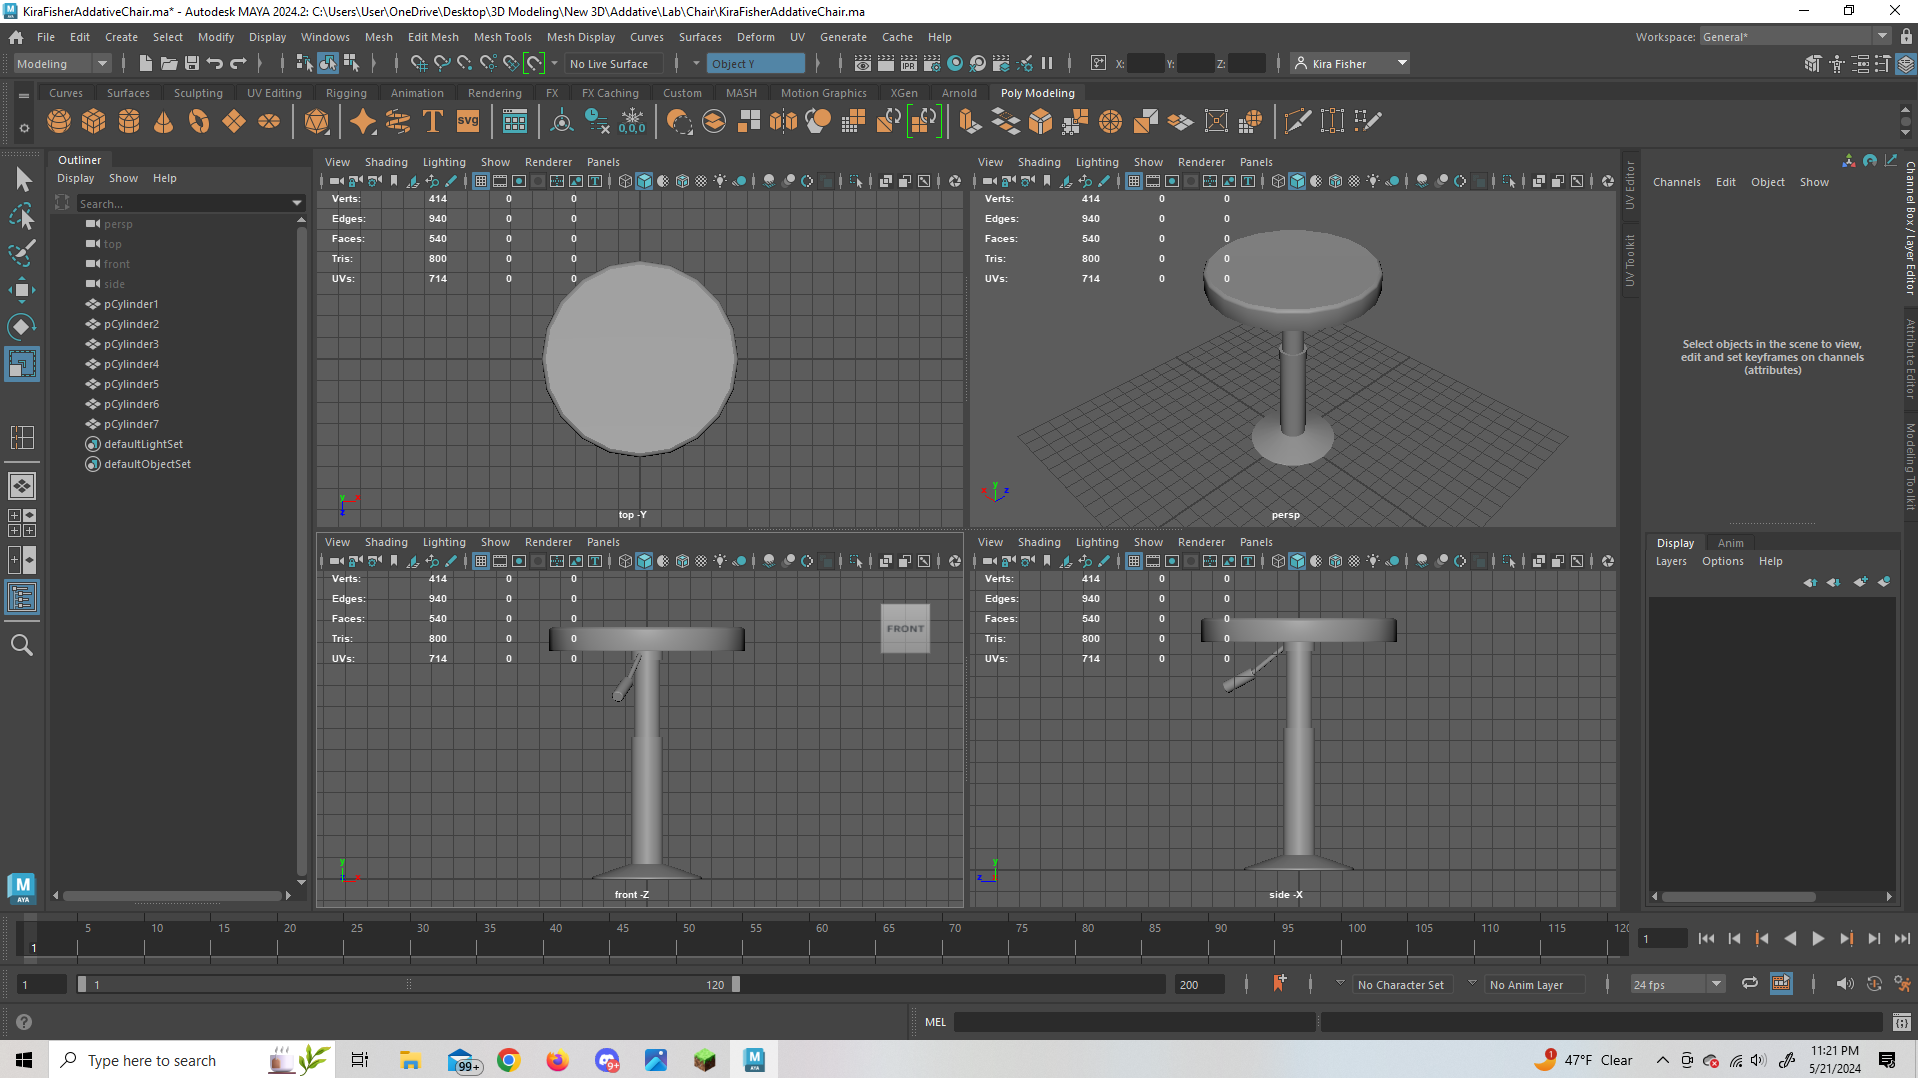 KiraFisherAddativeChair.ma* - Autodesk MAYA 2024.2: C:\Users\User\OneDrive\Desktop\3D Modeling\New 3D\Addative\Lab\Chair\KiraFisherAddativeChair.ma
File Edit Create Select Modify Display Windows Mesh Edit Mesh Mesh Tools Mesh Display Curves Surfaces Deform UV Generate Cache Help Workspace: General*
Modeling No Live Surface Object Y X: Y: Z: Kira Fisher
Curves Surfaces Sculpting UV Editing Rigging Animation Rendering FX FX Caching Custom MASH Motion Graphics XGen Arnold Poly Modeling
T svg 0,0,0
Outliner
Display Show Help
Search...
persp
top
front
side
pCylinder1
pCylinder2
pCylinder3
pCylinder4
pCylinder5
pCylinder6
pCylinder7
defaultLightSet
defaultObjectSet
View Shading Lighting Show Renderer Panels
Verts: 414 0 0
Edges: 940 0 0
Faces: 540 0 0
Tris: 800 0 0
UVs: 714 0 0
y x z
top -Y
View Shading Lighting Show Renderer Panels
Verts: 414 0 0
Edges: 940 0 0
Faces: 540 0 0
Tris: 800 0 0
UVs: 714 0 0
x y z
persp
View Shading Lighting Show Renderer Panels
Verts: 414 0 0
Edges: 940 0 0
Faces: 540 0 0
Tris: 800 0 0
UVs: 714 0 0
FRONT
y x
front -Z
View Shading Lighting Show Renderer Panels
Verts: 414 0 0
Edges: 940 0 0
Faces: 540 0 0
Tris: 800 0 0
UVs: 714 0 0
y z
side -X
UV Editor
UV Toolkit
Channels Edit Object Show
Select objects in the scene to view,
edit and set keyframes on channels
(attributes)
Display Anim
Layers Options Help
Channel Box / Layer Editor
Attribute Editor
Modeling Toolkit
M
AYA
5 10 15 20 25 30 35 40 45 50 55 60 65 70 75 80 85 90 95 100 105 110 115 120
1
1
1 1 120 200 No Character Set No Anim Layer 24 fps
MEL
Type here to search 99+ 9+ M AYA 1 47°F Clear
11:21 PM
5/21/2024